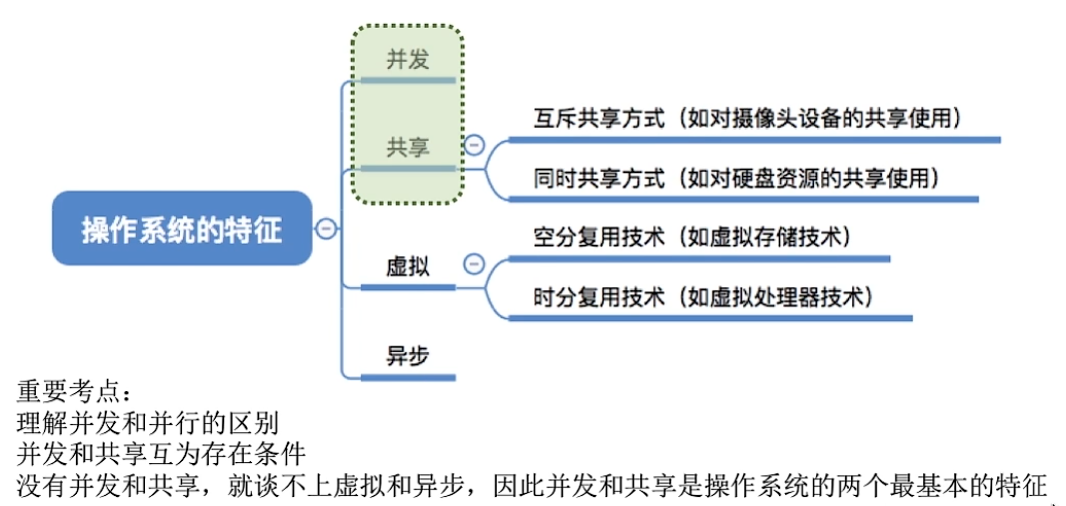 并发
共享
互斥共享方式（如对摄像头设备的共享使用）
同时共享方式（如对硬盘资源的共享使用）
操作系统的特征
虚拟
空分复用技术（如虚拟存储技术）
时分复用技术（如虚拟处理器技术）
异步
重要考点：
理解并发和并行的区别
并发和共享互为存在条件
没有并发和共享，就谈不上虚拟和异步，因此并发和共享是操作系统的两个最基本的特征